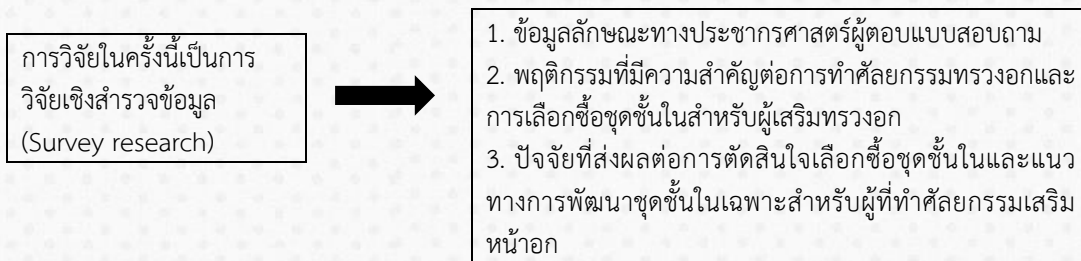 การวิจัยในครั้งนี้เป็นการ
วิจัยเชิงสำรวจข้อมูล
(Survey research)
1. ข้อมูลลักษณะทางประชากรศาสตร์ผู้ตอบแบบสอบถาม
2. พฤติกรรมที่มีความสำคัญต่อการทำศัลยกรรมทรวงอกและ
การเลือกซื้อชุดชั้นในสำหรับผู้เสริมทรวงอก
3. ปัจจัยที่ส่งผลต่อการตัดสินใจเลือกซื้อชุดชั้นในและแนว
ทางการพัฒนาชุดชั้นในเฉพาะสำหรับผู้ที่ทำศัลยกรรมเสริม
หน้าอก